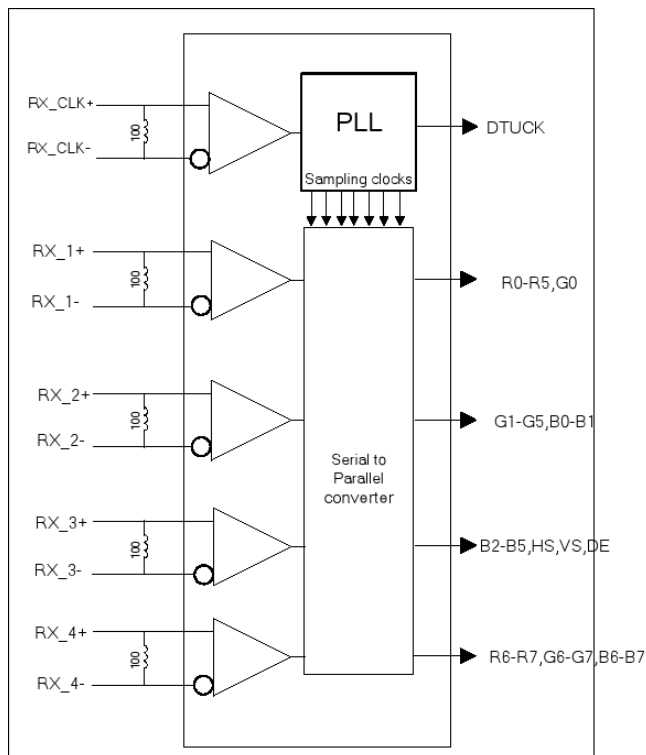 RX_CLK+
100
RX_CLK-
PLL
Sampling clocks
DTUCK
RX_1+
100
RX_1-
R0-R5,G0
RX_2+
100
RX_2-
G1-G5,B0-B1
Serial to
Parallel
converter
RX_3+
100
RX_3-
B2-B5,HS,VS,DE
RX_4+
100
RX_4-
R6-R7,G6-G7,B6-B7